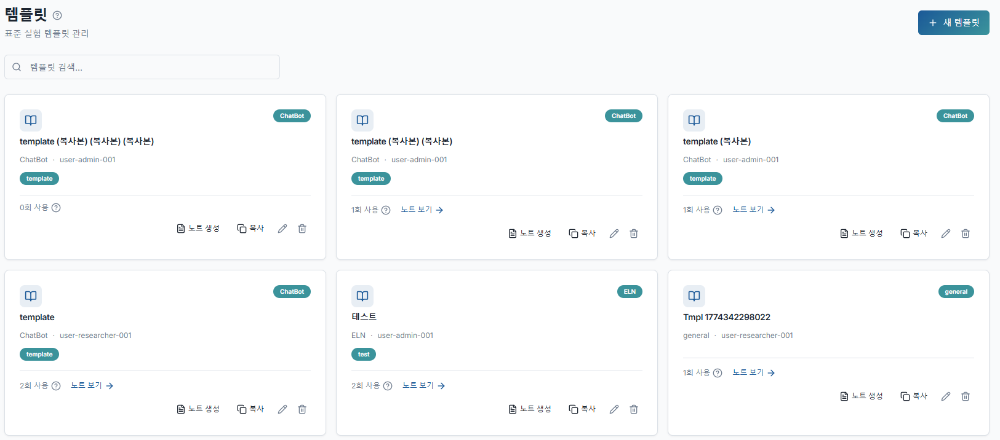 템플릿
표준 실험 템플릿 관리
새 템플릿
템플릿 검색...
ChatBot
template (복사본) (복사본) (복사본)
ChatBot · user-admin-001
template
0회 사용
노트 생성 복사
ChatBot
template (복사본) (복사본)
ChatBot · user-admin-001
template
1회 사용 노트 보기
노트 생성 복사
ChatBot
template (복사본)
ChatBot · user-admin-001
template
1회 사용 노트 보기
노트 생성 복사
ChatBot
template
ChatBot · user-researcher-001
template
2회 사용 노트 보기
노트 생성 복사
ELN
테스트
ELN · user-admin-001
test
2회 사용 노트 보기
노트 생성 복사
general
Tmpl 1774342298022
general · user-researcher-001
1회 사용 노트 보기
노트 생성 복사